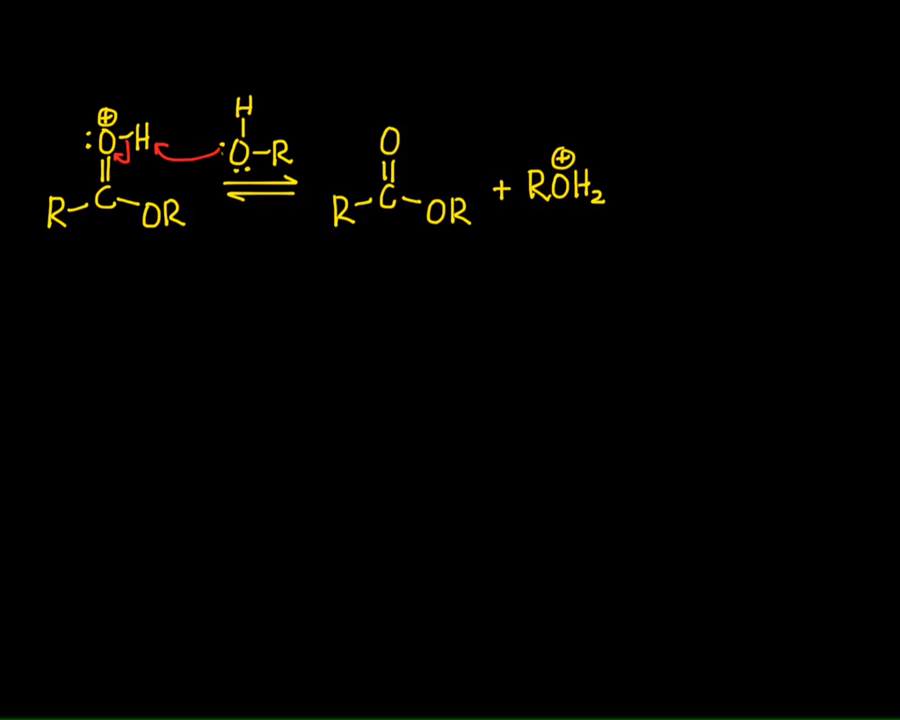 H
⊕
:O-H :O-R O
|| ⇌ || + ROH₂ ⊕
R-C-OR R-C-OR